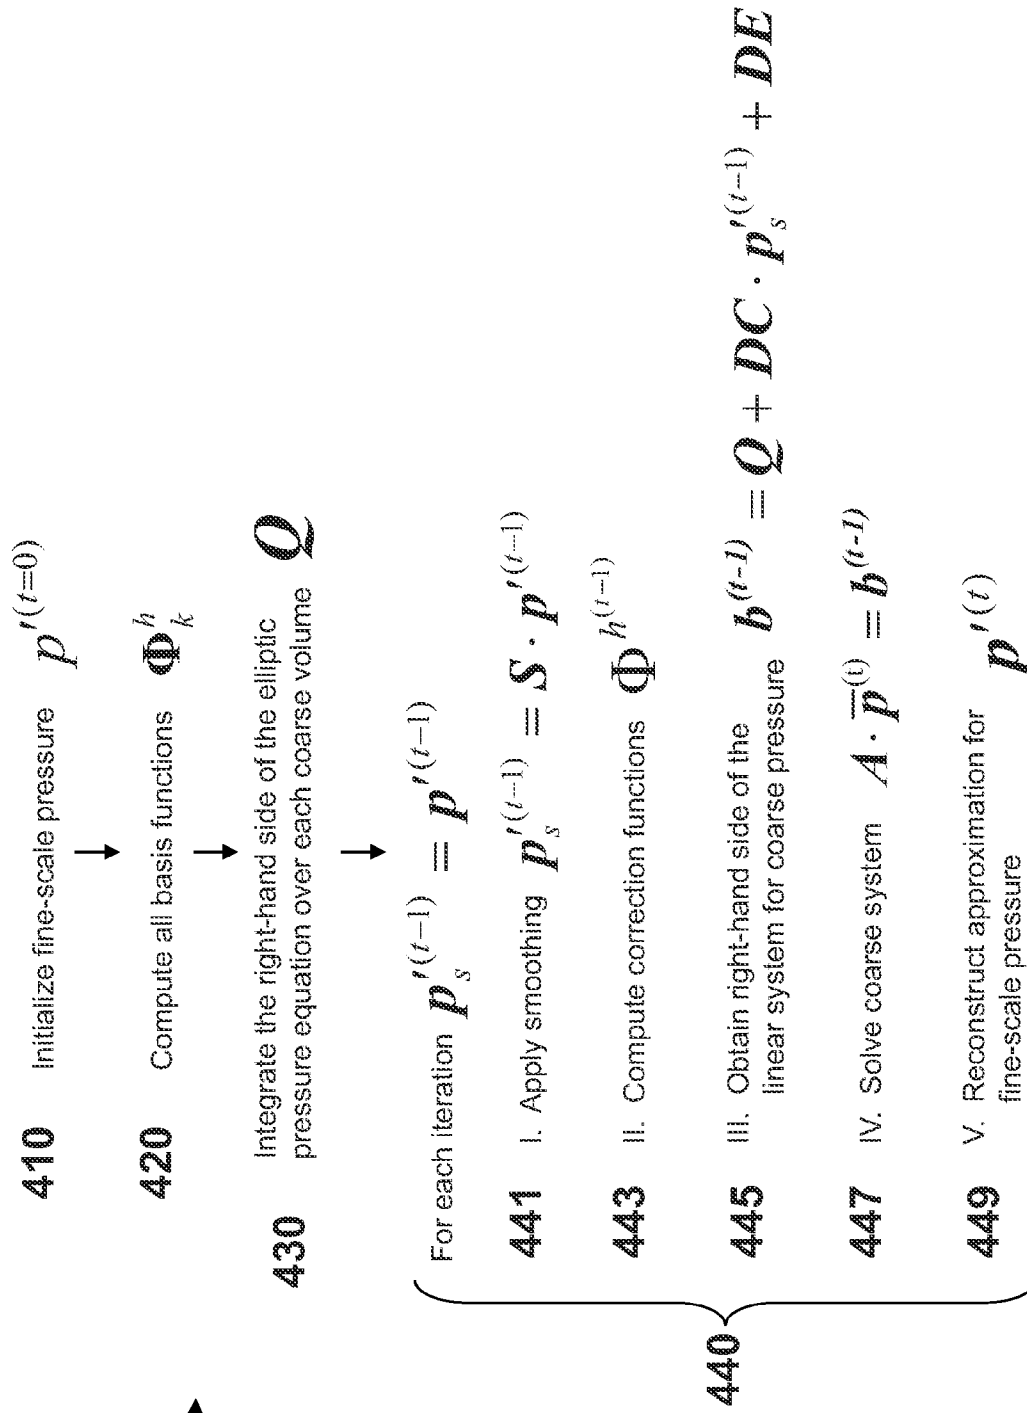 410 Initialize fine-scale pressure p′^(t=0)
420 Compute all basis functions Φ_k^h
430 Integrate the right-hand side of the elliptic
pressure equation over each coarse volume Q
440
For each iteration p′_s^(t−1) = p′^(t−1)
441 I. Apply smoothing p′_s^(t−1) = S · p′^(t−1)
443 II. Compute correction functions Φ^h^(t−1)
445 III. Obtain right-hand side of the
linear system for coarse pressure b^(t-1) = Q + DC · p′_s^(t−1) + DE
447 IV. Solve coarse system A · p̅^(t) = b^(t-1)
449 V. Reconstruct approximation for
fine-scale pressure p′^(t)